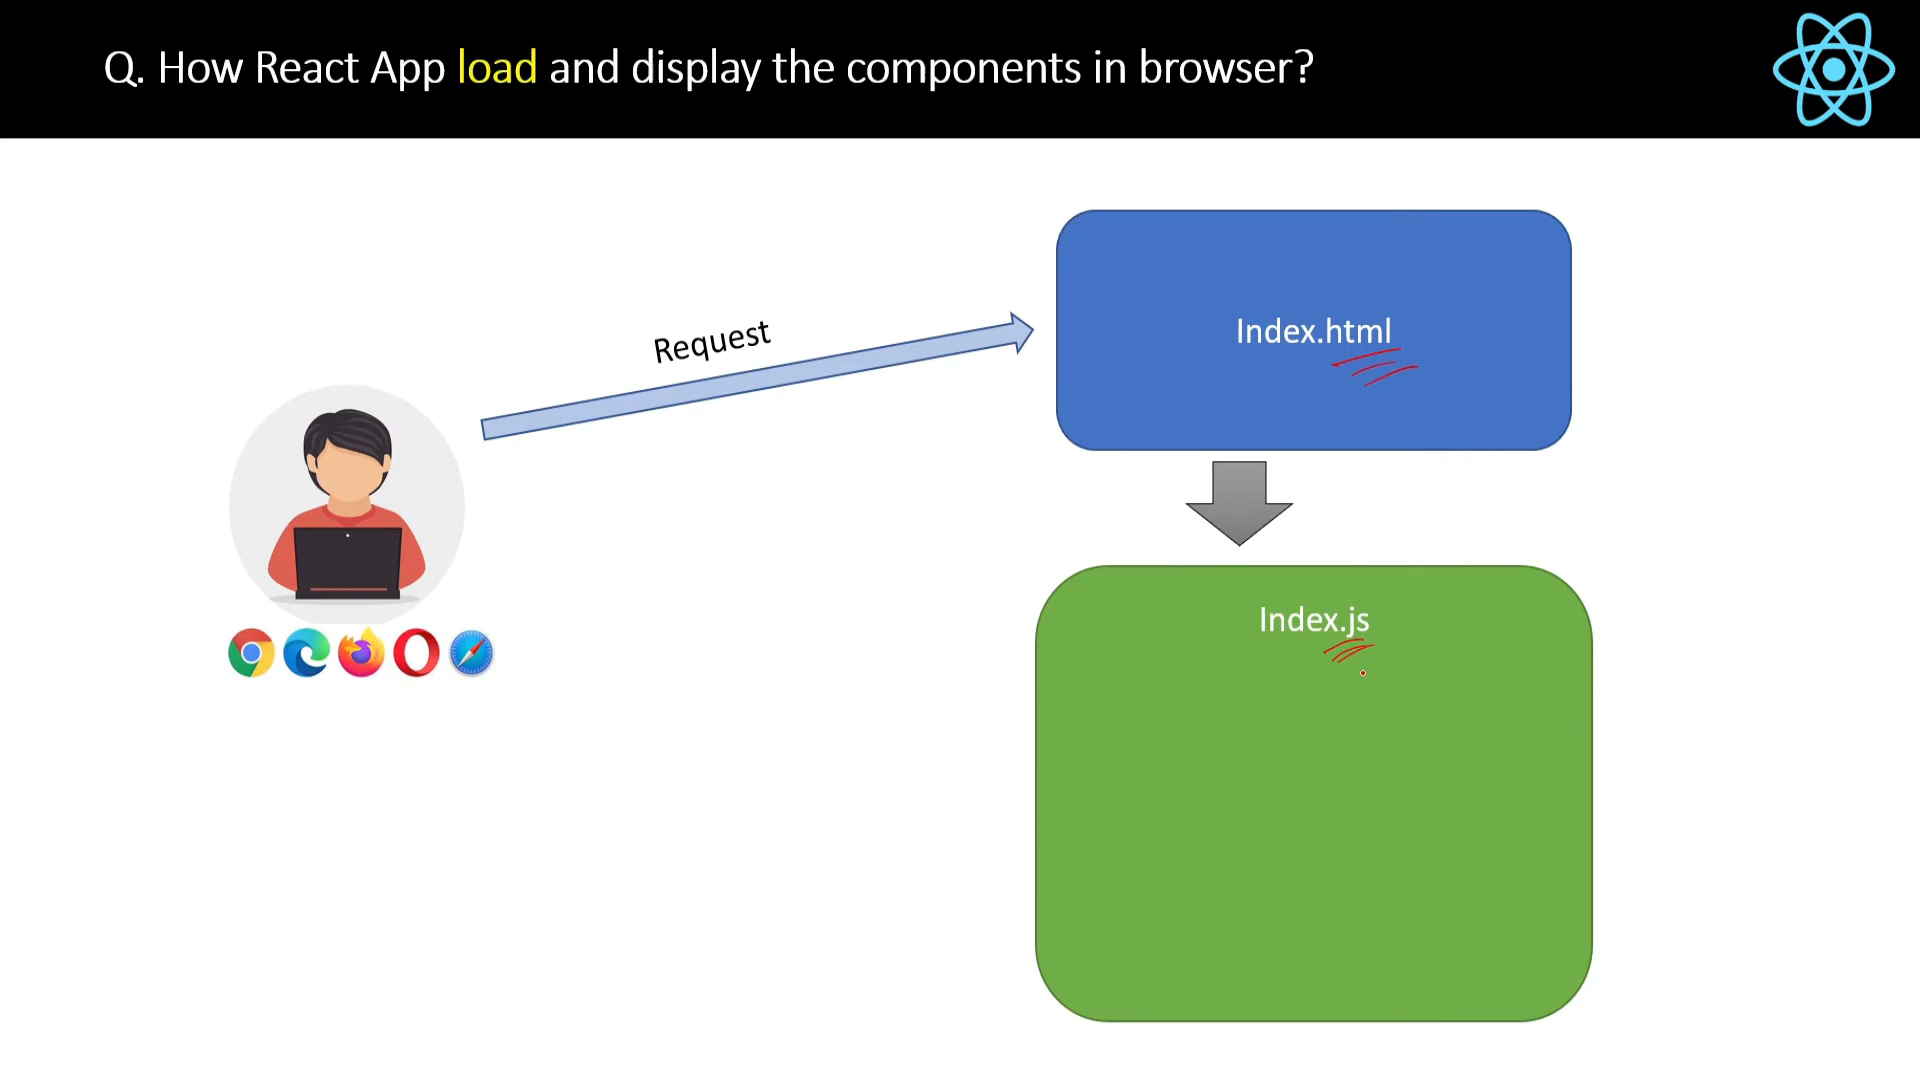 Q. How React App load and display the components in browser?
Request
Index.html
Index.js